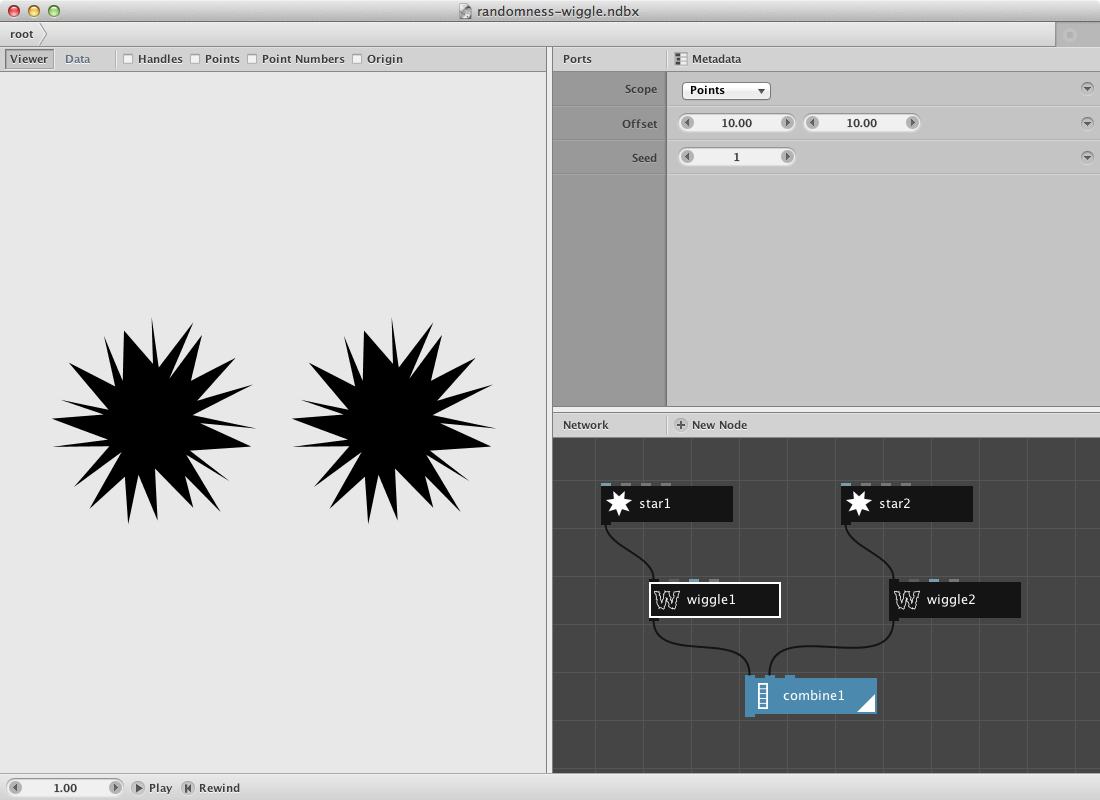 randomness-wiggle.ndbx
root
Viewer Data Handles Points Point Numbers Origin
Ports Metadata
Scope Points
Offset 10.00 10.00
Seed 1
Network New Node
star1 star2
W wiggle1 W wiggle2
combine1
1.00 Play Rewind